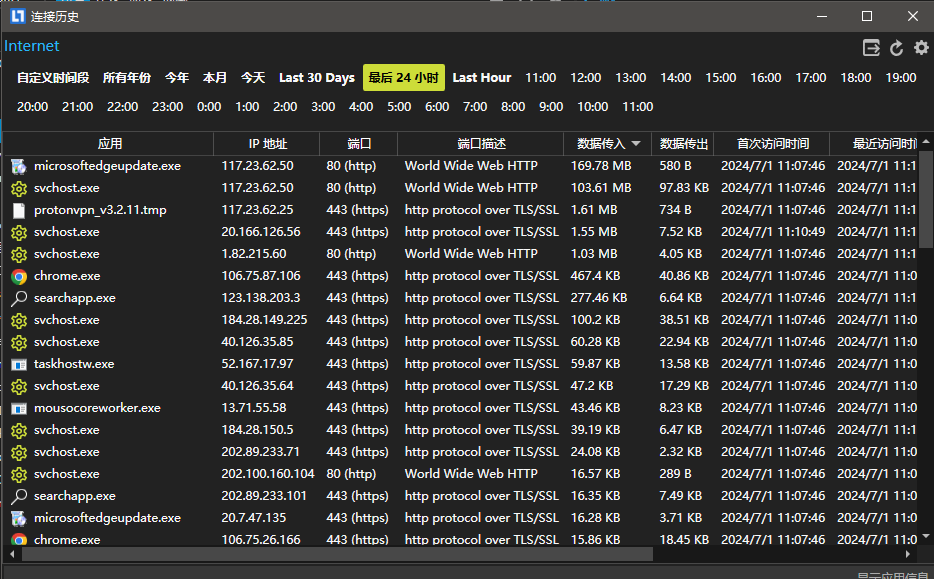 连接历史
Internet
自定义时间段 所有年份 今年 本月 今天 Last 30 Days 最后 24 小时 Last Hour 11:00 12:00 13:00 14:00 15:00 16:00 17:00 18:00 19:00
20:00 21:00 22:00 23:00 0:00 1:00 2:00 3:00 4:00 5:00 6:00 7:00 8:00 9:00 10:00 11:00
应用 IP 地址 端口 端口描述 数据传入 数据传出 首次访问时间 最近访问时间
microsoftedgeupdate.exe 117.23.62.50 80 (http) World Wide Web HTTP 169.78 MB 580 B 2024/7/1 11:07:46 2024/7/1 11:1
svchost.exe 117.23.62.50 80 (http) World Wide Web HTTP 103.61 MB 97.83 KB 2024/7/1 11:07:46 2024/7/1 11:1
protonvpn_v3.2.11.tmp 117.23.62.25 443 (https) http protocol over TLS/SSL 1.61 MB 734 B 2024/7/1 11:07:46 2024/7/1 11:1
svchost.exe 20.166.126.56 443 (https) http protocol over TLS/SSL 1.55 MB 7.52 KB 2024/7/1 11:10:49 2024/7/1 11:1
svchost.exe 1.82.215.60 80 (http) World Wide Web HTTP 1.03 MB 4.05 KB 2024/7/1 11:07:46 2024/7/1 11:1
chrome.exe 106.75.87.106 443 (https) http protocol over TLS/SSL 467.4 KB 40.86 KB 2024/7/1 11:07:46 2024/7/1 11:1
searchapp.exe 123.138.203.3 443 (https) http protocol over TLS/SSL 277.46 KB 6.64 KB 2024/7/1 11:07:46 2024/7/1 11:0
svchost.exe 184.28.149.225 443 (https) http protocol over TLS/SSL 100.2 KB 38.51 KB 2024/7/1 11:07:46 2024/7/1 11:0
svchost.exe 40.126.35.85 443 (https) http protocol over TLS/SSL 60.28 KB 22.94 KB 2024/7/1 11:07:46 2024/7/1 11:0
taskhostw.exe 52.167.17.97 443 (https) http protocol over TLS/SSL 59.87 KB 13.58 KB 2024/7/1 11:07:46 2024/7/1 11:0
svchost.exe 40.126.35.64 443 (https) http protocol over TLS/SSL 47.2 KB 17.29 KB 2024/7/1 11:07:46 2024/7/1 11:0
mousocoreworker.exe 13.71.55.58 443 (https) http protocol over TLS/SSL 43.46 KB 8.23 KB 2024/7/1 11:07:46 2024/7/1 11:0
svchost.exe 184.28.150.5 443 (https) http protocol over TLS/SSL 39.19 KB 6.47 KB 2024/7/1 11:07:46 2024/7/1 11:0
svchost.exe 202.89.233.71 443 (https) http protocol over TLS/SSL 24.08 KB 2.32 KB 2024/7/1 11:07:46 2024/7/1 11:0
svchost.exe 202.100.160.104 80 (http) World Wide Web HTTP 16.57 KB 289 B 2024/7/1 11:07:46 2024/7/1 11:0
searchapp.exe 202.89.233.101 443 (https) http protocol over TLS/SSL 16.35 KB 7.49 KB 2024/7/1 11:07:46 2024/7/1 11:0
microsoftedgeupdate.exe 20.7.47.135 443 (https) http protocol over TLS/SSL 16.28 KB 3.71 KB 2024/7/1 11:07:46 2024/7/1 11:0
chrome.exe 106.75.26.166 443 (https) http protocol over TLS/SSL 15.86 KB 18.45 KB 2024/7/1 11:07:46 2024/7/1 11:0
显示应用信息